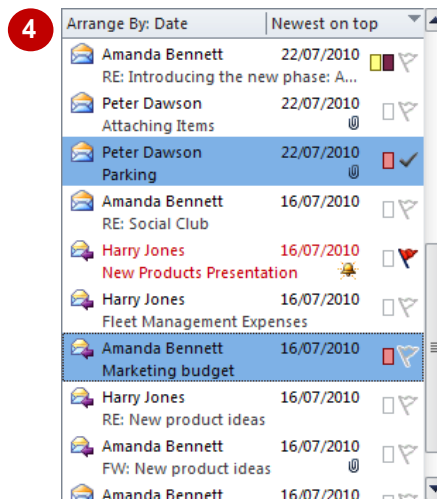 4
Arrange By: Date Newest on top
Amanda Bennett 22/07/2010
RE: Introducing the new phase: A...
Peter Dawson 22/07/2010
Attaching Items
Peter Dawson 22/07/2010
Parking
Amanda Bennett 16/07/2010
RE: Social Club
Harry Jones 16/07/2010
New Products Presentation
Harry Jones 16/07/2010
Fleet Management Expenses
Amanda Bennett 16/07/2010
Marketing budget
Harry Jones 16/07/2010
RE: New product ideas
Amanda Bennett 16/07/2010
FW: New product ideas
Amanda Bennett 16/07/2010